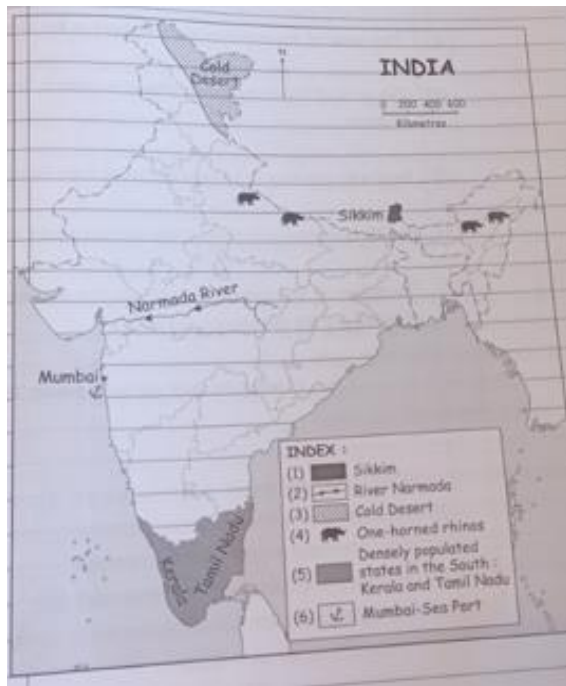 Cold
Desert
N
INDIA
0 200 400 600
Kilometres
Sikkim
Narmada River
Mumbai
Kerala
Tamil Nadu
INDEX :
(1) Sikkim
(2) River Narmada
(3) Cold Desert
(4) One-horned rhinos
(5) Densely populated
states in the South :
Kerala and Tamil Nadu
(6) Mumbai-Sea Port